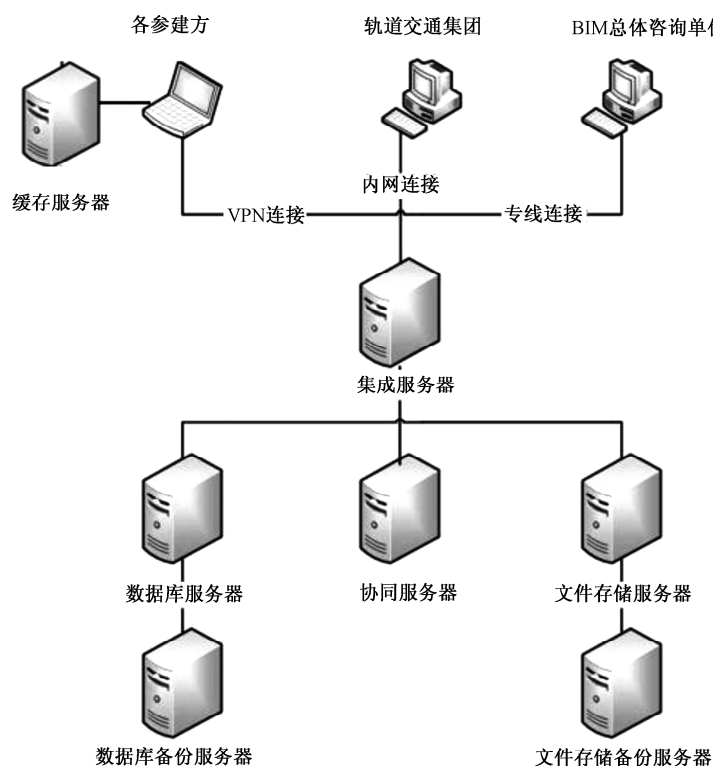 各参建方
轨道交通集团
BIM总体咨询单位
缓存服务器
内网连接
VPN连接
专线连接
集成服务器
数据库服务器
协同服务器
文件存储服务器
数据库备份服务器
文件存储备份服务器